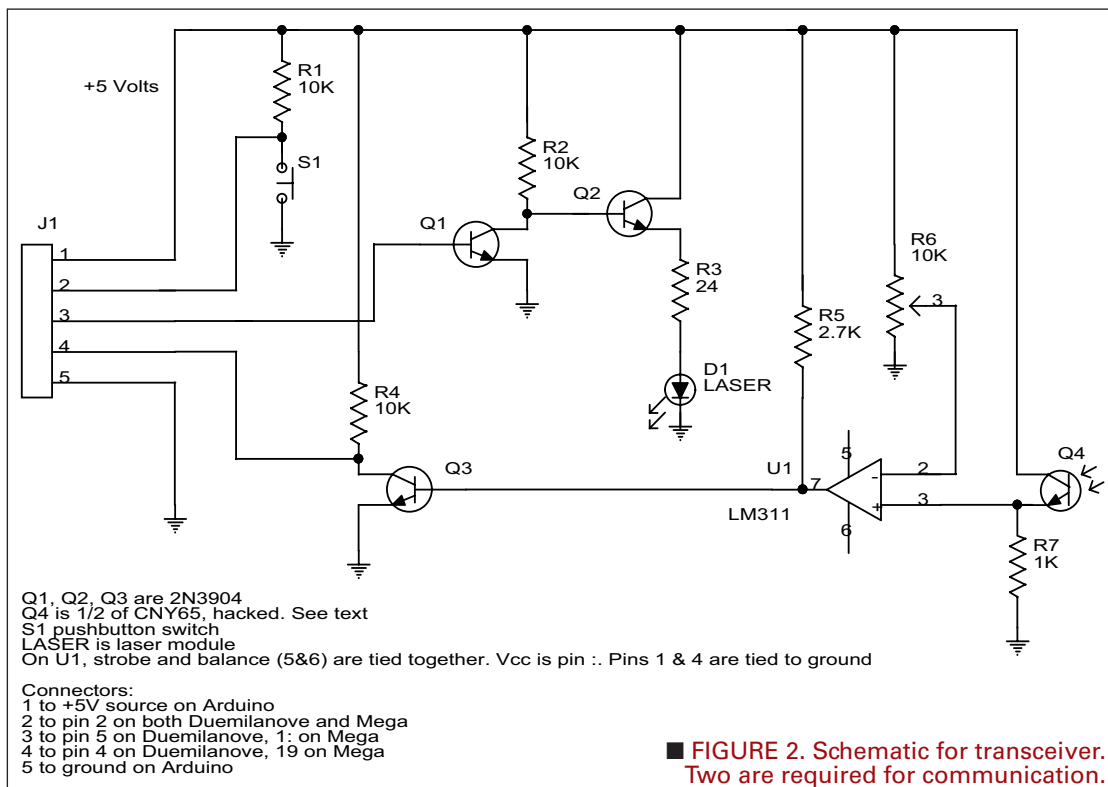 +5 Volts
R1
10K
S1
J1
1
2
3
4
5
R2
10K
Q1
Q2
R3
24
D1
LASER
R4
10K
Q3
R5
2.7K
R6
10K
3
U1
LM311
7
5
6
-
+
2
3
Q4
R7
1K
Q1, Q2, Q3 are 2N3904
Q4 is 1/2 of CNY65, hacked. See text
S1 pushbutton switch
LASER is laser module
On U1, strobe and balance (5&6) are tied together. Vcc is pin :. Pins 1 & 4 are tied to ground
Connectors:
1 to +5V source on Arduino
2 to pin 2 on both Duemilanove and Mega
3 to pin 5 on Duemilanove, 1: on Mega
4 to pin 4 on Duemilanove, 19 on Mega
5 to ground on Arduino
■ FIGURE 2. Schematic for transceiver.
Two are required for communication.